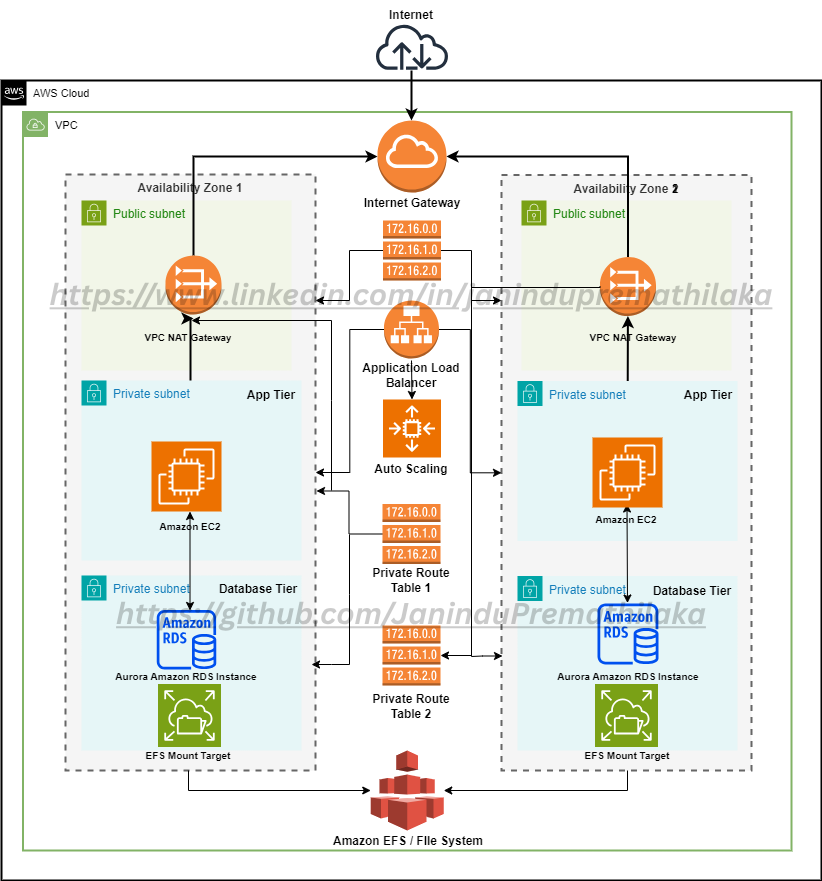 Internet
aws
AWS Cloud
VPC
Internet Gateway
172.16.0.0
172.16.1.0
172.16.2.0
Availability Zone 1
Public subnet
VPC NAT Gateway
Availability Zone 2
Public subnet
VPC NAT Gateway
https://www.linkedin.com/in/janindupremathilaka
Application Load
Balancer
Auto Scaling
Private subnet
App Tier
Amazon EC2
Private subnet
App Tier
Amazon EC2
172.16.0.0
172.16.1.0
172.16.2.0
Private Route
Table 1
Private subnet
Database Tier
Amazon
RDS
Aurora Amazon RDS Instance
EFS Mount Target
Private subnet
Database Tier
Amazon
RDS
Aurora Amazon RDS Instance
EFS Mount Target
https://github.com/JaninduPremathilaka
172.16.0.0
172.16.1.0
172.16.2.0
Private Route
Table 2
Amazon EFS / FIle System